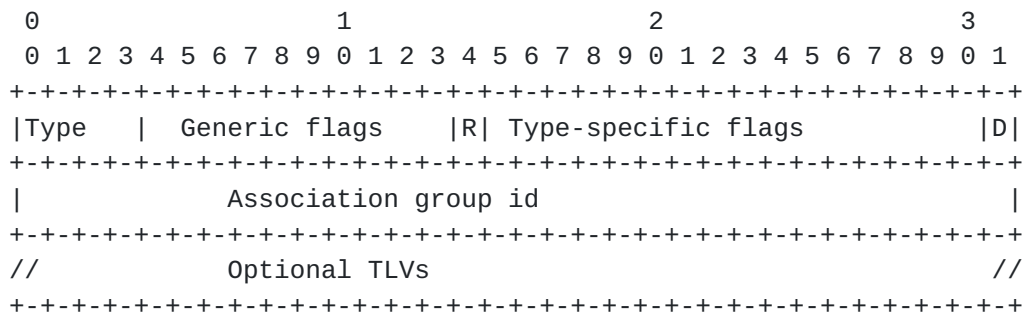 0                   1                   2                   3
 0 1 2 3 4 5 6 7 8 9 0 1 2 3 4 5 6 7 8 9 0 1 2 3 4 5 6 7 8 9 0 1
+-+-+-+-+-+-+-+-+-+-+-+-+-+-+-+-+-+-+-+-+-+-+-+-+-+-+-+-+-+-+-+-+
|Type   |  Generic flags    |R| Type-specific flags           |D|
+-+-+-+-+-+-+-+-+-+-+-+-+-+-+-+-+-+-+-+-+-+-+-+-+-+-+-+-+-+-+-+-+
|             Association group id                              |
+-+-+-+-+-+-+-+-+-+-+-+-+-+-+-+-+-+-+-+-+-+-+-+-+-+-+-+-+-+-+-+-+
//            Optional TLVs                                    //
+-+-+-+-+-+-+-+-+-+-+-+-+-+-+-+-+-+-+-+-+-+-+-+-+-+-+-+-+-+-+-+-+